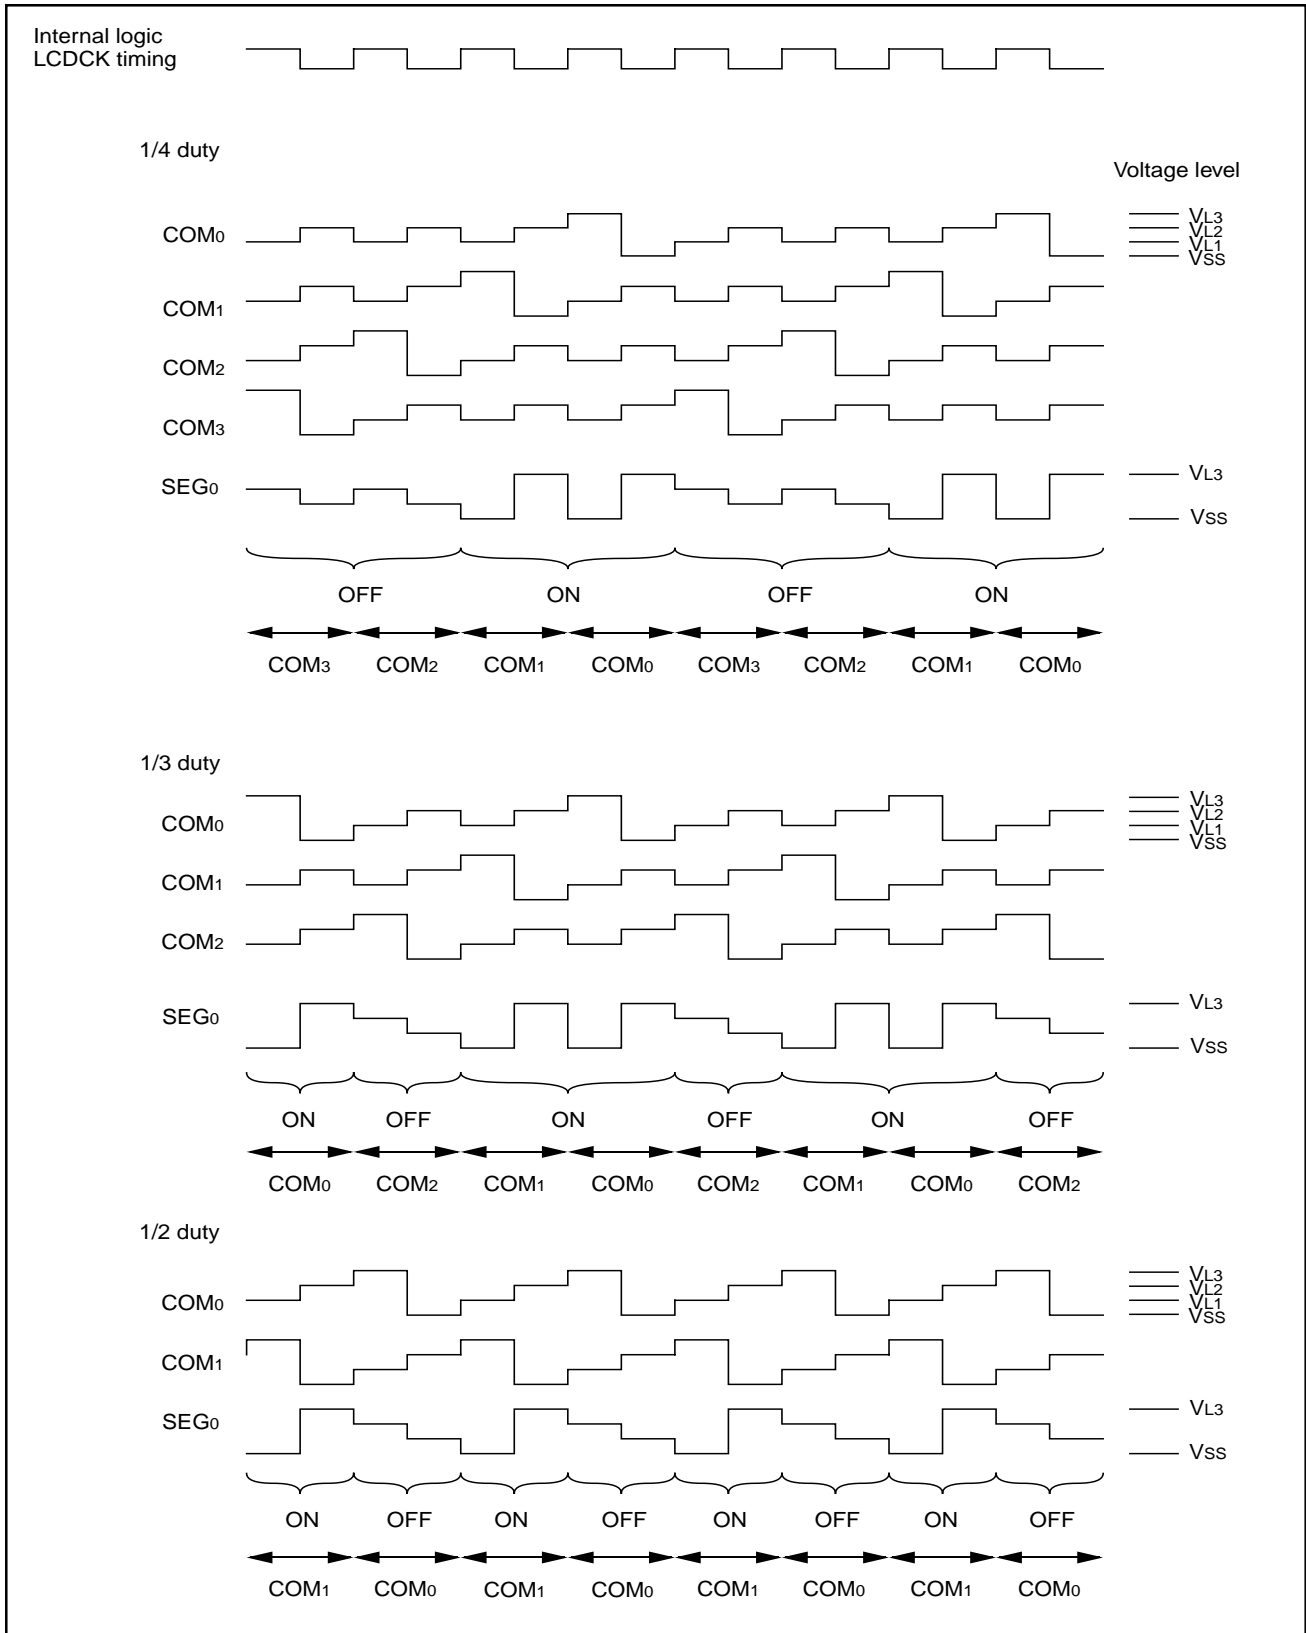 Internal logic
LCDCK timing
1/4 duty
Voltage level
COM0
VL3
VL2
VL1
VSS
COM1
COM2
COM3
SEG0
VL3
VSS
OFF ON OFF ON
COM3 COM2 COM1 COM0 COM3 COM2 COM1 COM0
1/3 duty
COM0
VL3
VL2
VL1
VSS
COM1
COM2
SEG0
VL3
VSS
ON OFF ON OFF ON OFF
COM0 COM2 COM1 COM0 COM2 COM1 COM0 COM2
1/2 duty
COM0
VL3
VL2
VL1
VSS
COM1
SEG0
VL3
VSS
ON OFF ON OFF ON OFF ON OFF
COM1 COM0 COM1 COM0 COM1 COM0 COM1 COM0